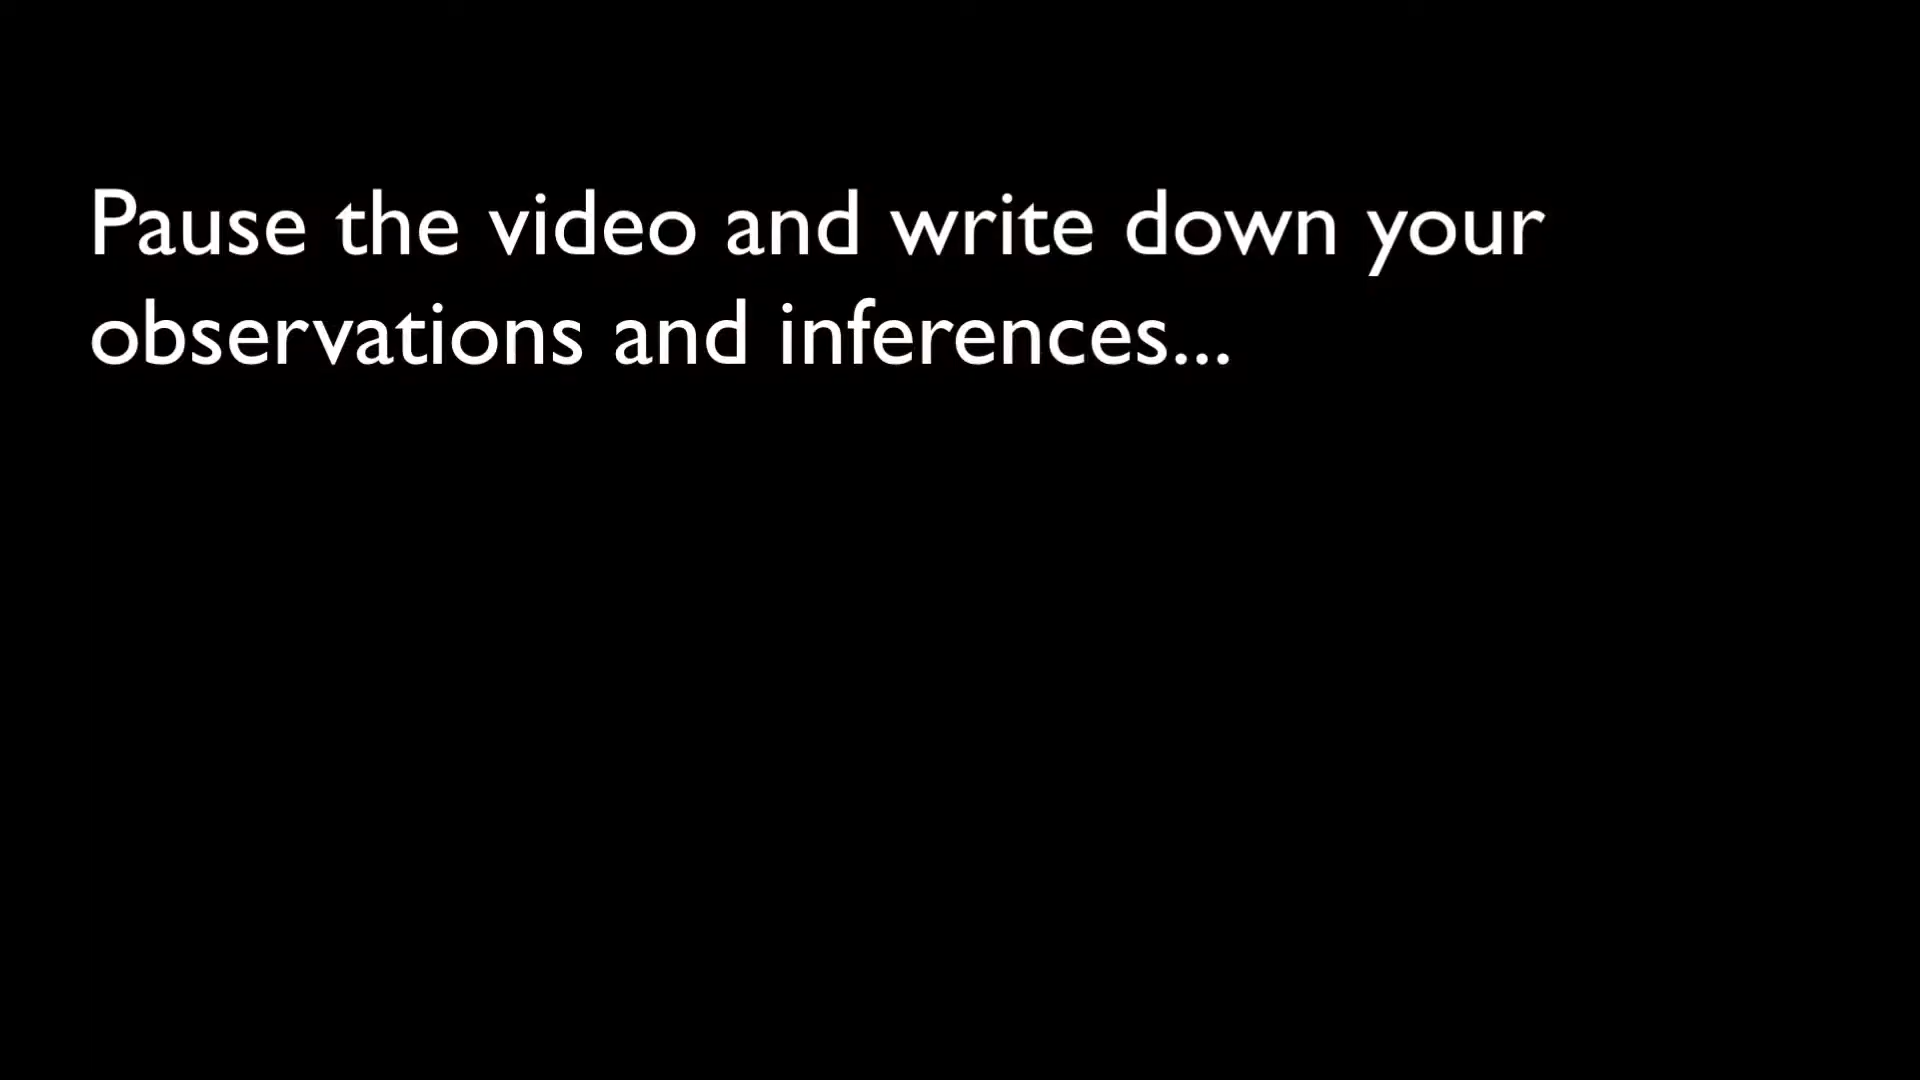 Pause the video and write down your
observations and inferences...